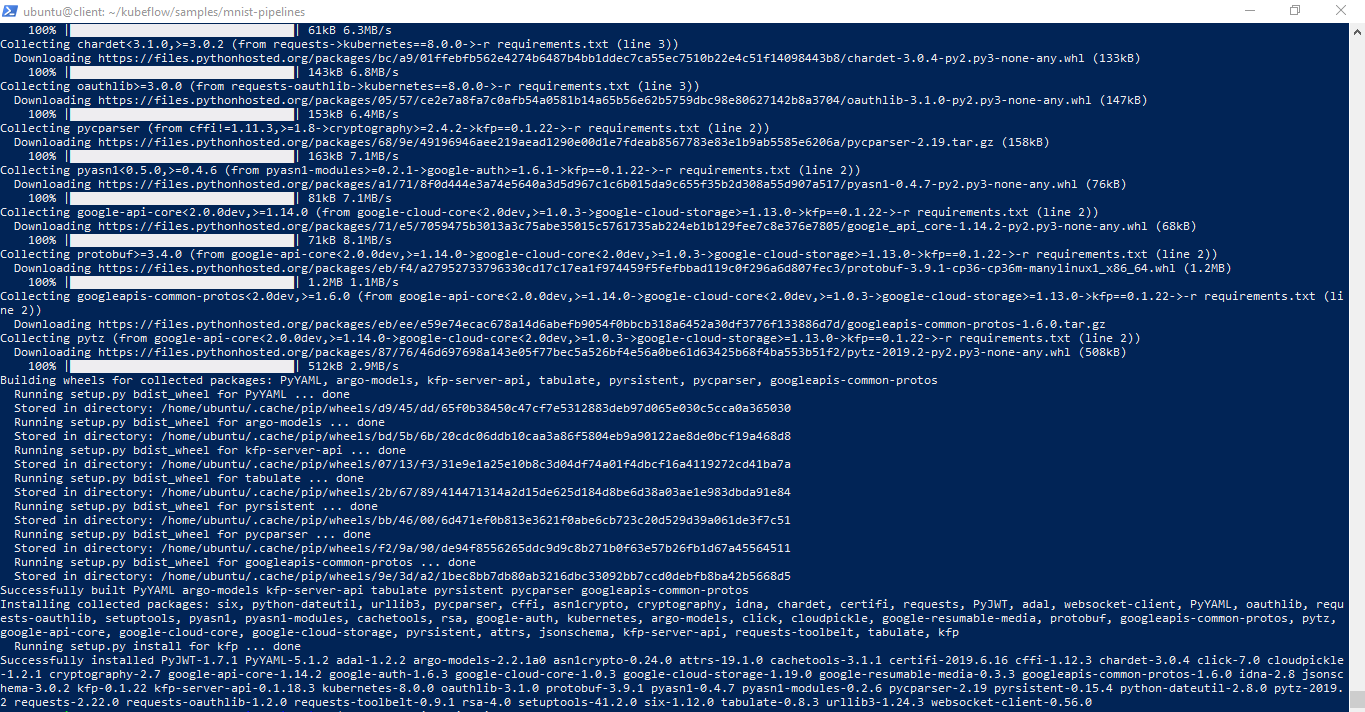 ubuntu@client: ~/kubeflow/samples/mnist-pipelines
100% |████████████████████████████████| 61kB 6.3MB/s
Collecting chardet<3.1.0,>=3.0.2 (from requests->kubernetes==8.0.0->-r requirements.txt (line 3))
Downloading https://files.pythonhosted.org/packages/bc/a9/01ffebfb562e4274b6487b4bb1ddec7ca55ec7510b22e4c51f14098443b8/chardet-3.0.4-py2.py3-none-any.whl (133kB)
100% |████████████████████████████████| 143kB 6.8MB/s
Collecting oauthlib>=3.0.0 (from requests-oauthlib->kubernetes==8.0.0->-r requirements.txt (line 3))
Downloading https://files.pythonhosted.org/packages/05/57/ce2e7a8fa7c0afb54a0581b14a65b56e62b5759dbc98e80627142b8a3704/oauthlib-3.1.0-py2.py3-none-any.whl (147kB)
100% |████████████████████████████████| 153kB 6.4MB/s
Collecting pycparser (from cffi!=1.11.3,>=1.8->cryptography>=2.4.2->kfp==0.1.22->-r requirements.txt (line 2))
Downloading https://files.pythonhosted.org/packages/68/9e/49196946aee219aead1290e00d1e7fdeab8567783e83e1b9ab5585e6206a/pycparser-2.19.tar.gz (158kB)
100% |████████████████████████████████| 163kB 7.1MB/s
Collecting pyasn1<0.5.0,>=0.4.6 (from pyasn1-modules>=0.2.1->google-auth>=1.6.1->kfp==0.1.22->-r requirements.txt (line 2))
Downloading https://files.pythonhosted.org/packages/a1/71/8f0d444e3a74e5640a3d5d967c1c6b015da9c655f35b2d308a55d907a517/pyasn1-0.4.7-py2.py3-none-any.whl (76kB)
100% |████████████████████████████████| 81kB 7.1MB/s
Collecting google-api-core<2.0.0dev,>=1.14.0 (from google-cloud-core<2.0dev,>=1.0.3->google-cloud-storage>=1.13.0->kfp==0.1.22->-r requirements.txt (line 2))
Downloading https://files.pythonhosted.org/packages/71/e5/7059475b3013a3c75abe35015c5761735ab224eb1b129fee7c8e376e7805/google_api_core-1.14.2-py2.py3-none-any.whl (68kB)
100% |████████████████████████████████| 71kB 8.1MB/s
Collecting protobuf>=3.4.0 (from google-api-core<2.0.0dev,>=1.14.0->google-cloud-core<2.0dev,>=1.0.3->google-cloud-storage>=1.13.0->kfp==0.1.22->-r requirements.txt (line 2))
Downloading https://files.pythonhosted.org/packages/eb/f4/a27952733796330cd17c17ea1f974459f5fefbbad119c0f296a6d807fec3/protobuf-3.9.1-cp36-cp36m-manylinux1_x86_64.whl (1.2MB)
100% |████████████████████████████████| 1.2MB 1.1MB/s
Collecting googleapis-common-protos<2.0dev,>=1.6.0 (from google-api-core<2.0.0dev,>=1.14.0->google-cloud-core<2.0dev,>=1.0.3->google-cloud-storage>=1.13.0->kfp==0.1.22->-r requirements.txt (li
ne 2))
Downloading https://files.pythonhosted.org/packages/eb/ee/e59e74ecac678a14d6abefb9054f0bbcb318a6452a30df3776f133886d7d/googleapis-common-protos-1.6.0.tar.gz
Collecting pytz (from google-api-core<2.0.0dev,>=1.14.0->google-cloud-core<2.0dev,>=1.0.3->google-cloud-storage>=1.13.0->kfp==0.1.22->-r requirements.txt (line 2))
Downloading https://files.pythonhosted.org/packages/87/76/46d697698a143e05f77bec5a526bf4e56a0be61d63425b68f4ba553b51f2/pytz-2019.2-py2.py3-none-any.whl (508kB)
100% |████████████████████████████████| 512kB 2.9MB/s
Building wheels for collected packages: PyYAML, argo-models, kfp-server-api, tabulate, pyrsistent, pycparser, googleapis-common-protos
Running setup.py bdist_wheel for PyYAML ... done
Stored in directory: /home/ubuntu/.cache/pip/wheels/d9/45/dd/65f0b38450c47cf7e5312883deb97d065e030c5cca0a365030
Running setup.py bdist_wheel for argo-models ... done
Stored in directory: /home/ubuntu/.cache/pip/wheels/bd/5b/6b/20cdc06ddb10caa3a86f5804eb9a90122ae8de0bcf19a468d8
Running setup.py bdist_wheel for kfp-server-api ... done
Stored in directory: /home/ubuntu/.cache/pip/wheels/07/13/f3/31e9e1a25e10b8c3d04df74a01f4dbcf16a4119272cd41ba7a
Running setup.py bdist_wheel for tabulate ... done
Stored in directory: /home/ubuntu/.cache/pip/wheels/2b/67/89/414471314a2d15de625d184d8be6d38a03ae1e983dbda91e84
Running setup.py bdist_wheel for pyrsistent ... done
Stored in directory: /home/ubuntu/.cache/pip/wheels/bb/46/00/6d471ef0b813e3621f0abe6cb723c20d529d39a061de3f7c51
Running setup.py bdist_wheel for pycparser ... done
Stored in directory: /home/ubuntu/.cache/pip/wheels/f2/9a/90/de94f8556265ddc9d9c8b271b0f63e57b26fb1d67a45564511
Running setup.py bdist_wheel for googleapis-common-protos ... done
Stored in directory: /home/ubuntu/.cache/pip/wheels/9e/3d/a2/1bec8bb7db80ab3216dbc33092bb7ccd0debfb8ba42b5668d5
Successfully built PyYAML argo-models kfp-server-api tabulate pyrsistent pycparser googleapis-common-protos
Installing collected packages: six, python-dateutil, urllib3, pycparser, cffi, asn1crypto, cryptography, idna, chardet, certifi, requests, PyJWT, adal, websocket-client, PyYAML, oauthlib, requ
ests-oauthlib, setuptools, pyasn1, pyasn1-modules, cachetools, rsa, google-auth, kubernetes, argo-models, click, cloudpickle, google-resumable-media, protobuf, googleapis-common-protos, pytz,
google-api-core, google-cloud-core, google-cloud-storage, pyrsistent, attrs, jsonschema, kfp-server-api, requests-toolbelt, tabulate, kfp
Running setup.py install for kfp ... done
Successfully installed PyJWT-1.7.1 PyYAML-5.1.2 adal-1.2.2 argo-models-2.2.1a0 asn1crypto-0.24.0 attrs-19.1.0 cachetools-3.1.1 certifi-2019.6.16 cffi-1.12.3 chardet-3.0.4 click-7.0 cloudpickle
-1.2.1 cryptography-2.7 google-api-core-1.14.2 google-auth-1.6.3 google-cloud-core-1.0.3 google-cloud-storage-1.19.0 google-resumable-media-0.3.3 googleapis-common-protos-1.6.0 idna-2.8 jsonsc
hema-3.0.2 kfp-0.1.22 kfp-server-api-0.1.18.3 kubernetes-8.0.0 oauthlib-3.1.0 protobuf-3.9.1 pyasn1-0.4.7 pyasn1-modules-0.2.6 pycparser-2.19 pyrsistent-0.15.4 python-dateutil-2.8.0 pytz-2019.
2 requests-2.22.0 requests-oauthlib-1.2.0 requests-toolbelt-0.9.1 rsa-4.0 setuptools-41.2.0 six-1.12.0 tabulate-0.8.3 urllib3-1.24.3 websocket-client-0.56.0